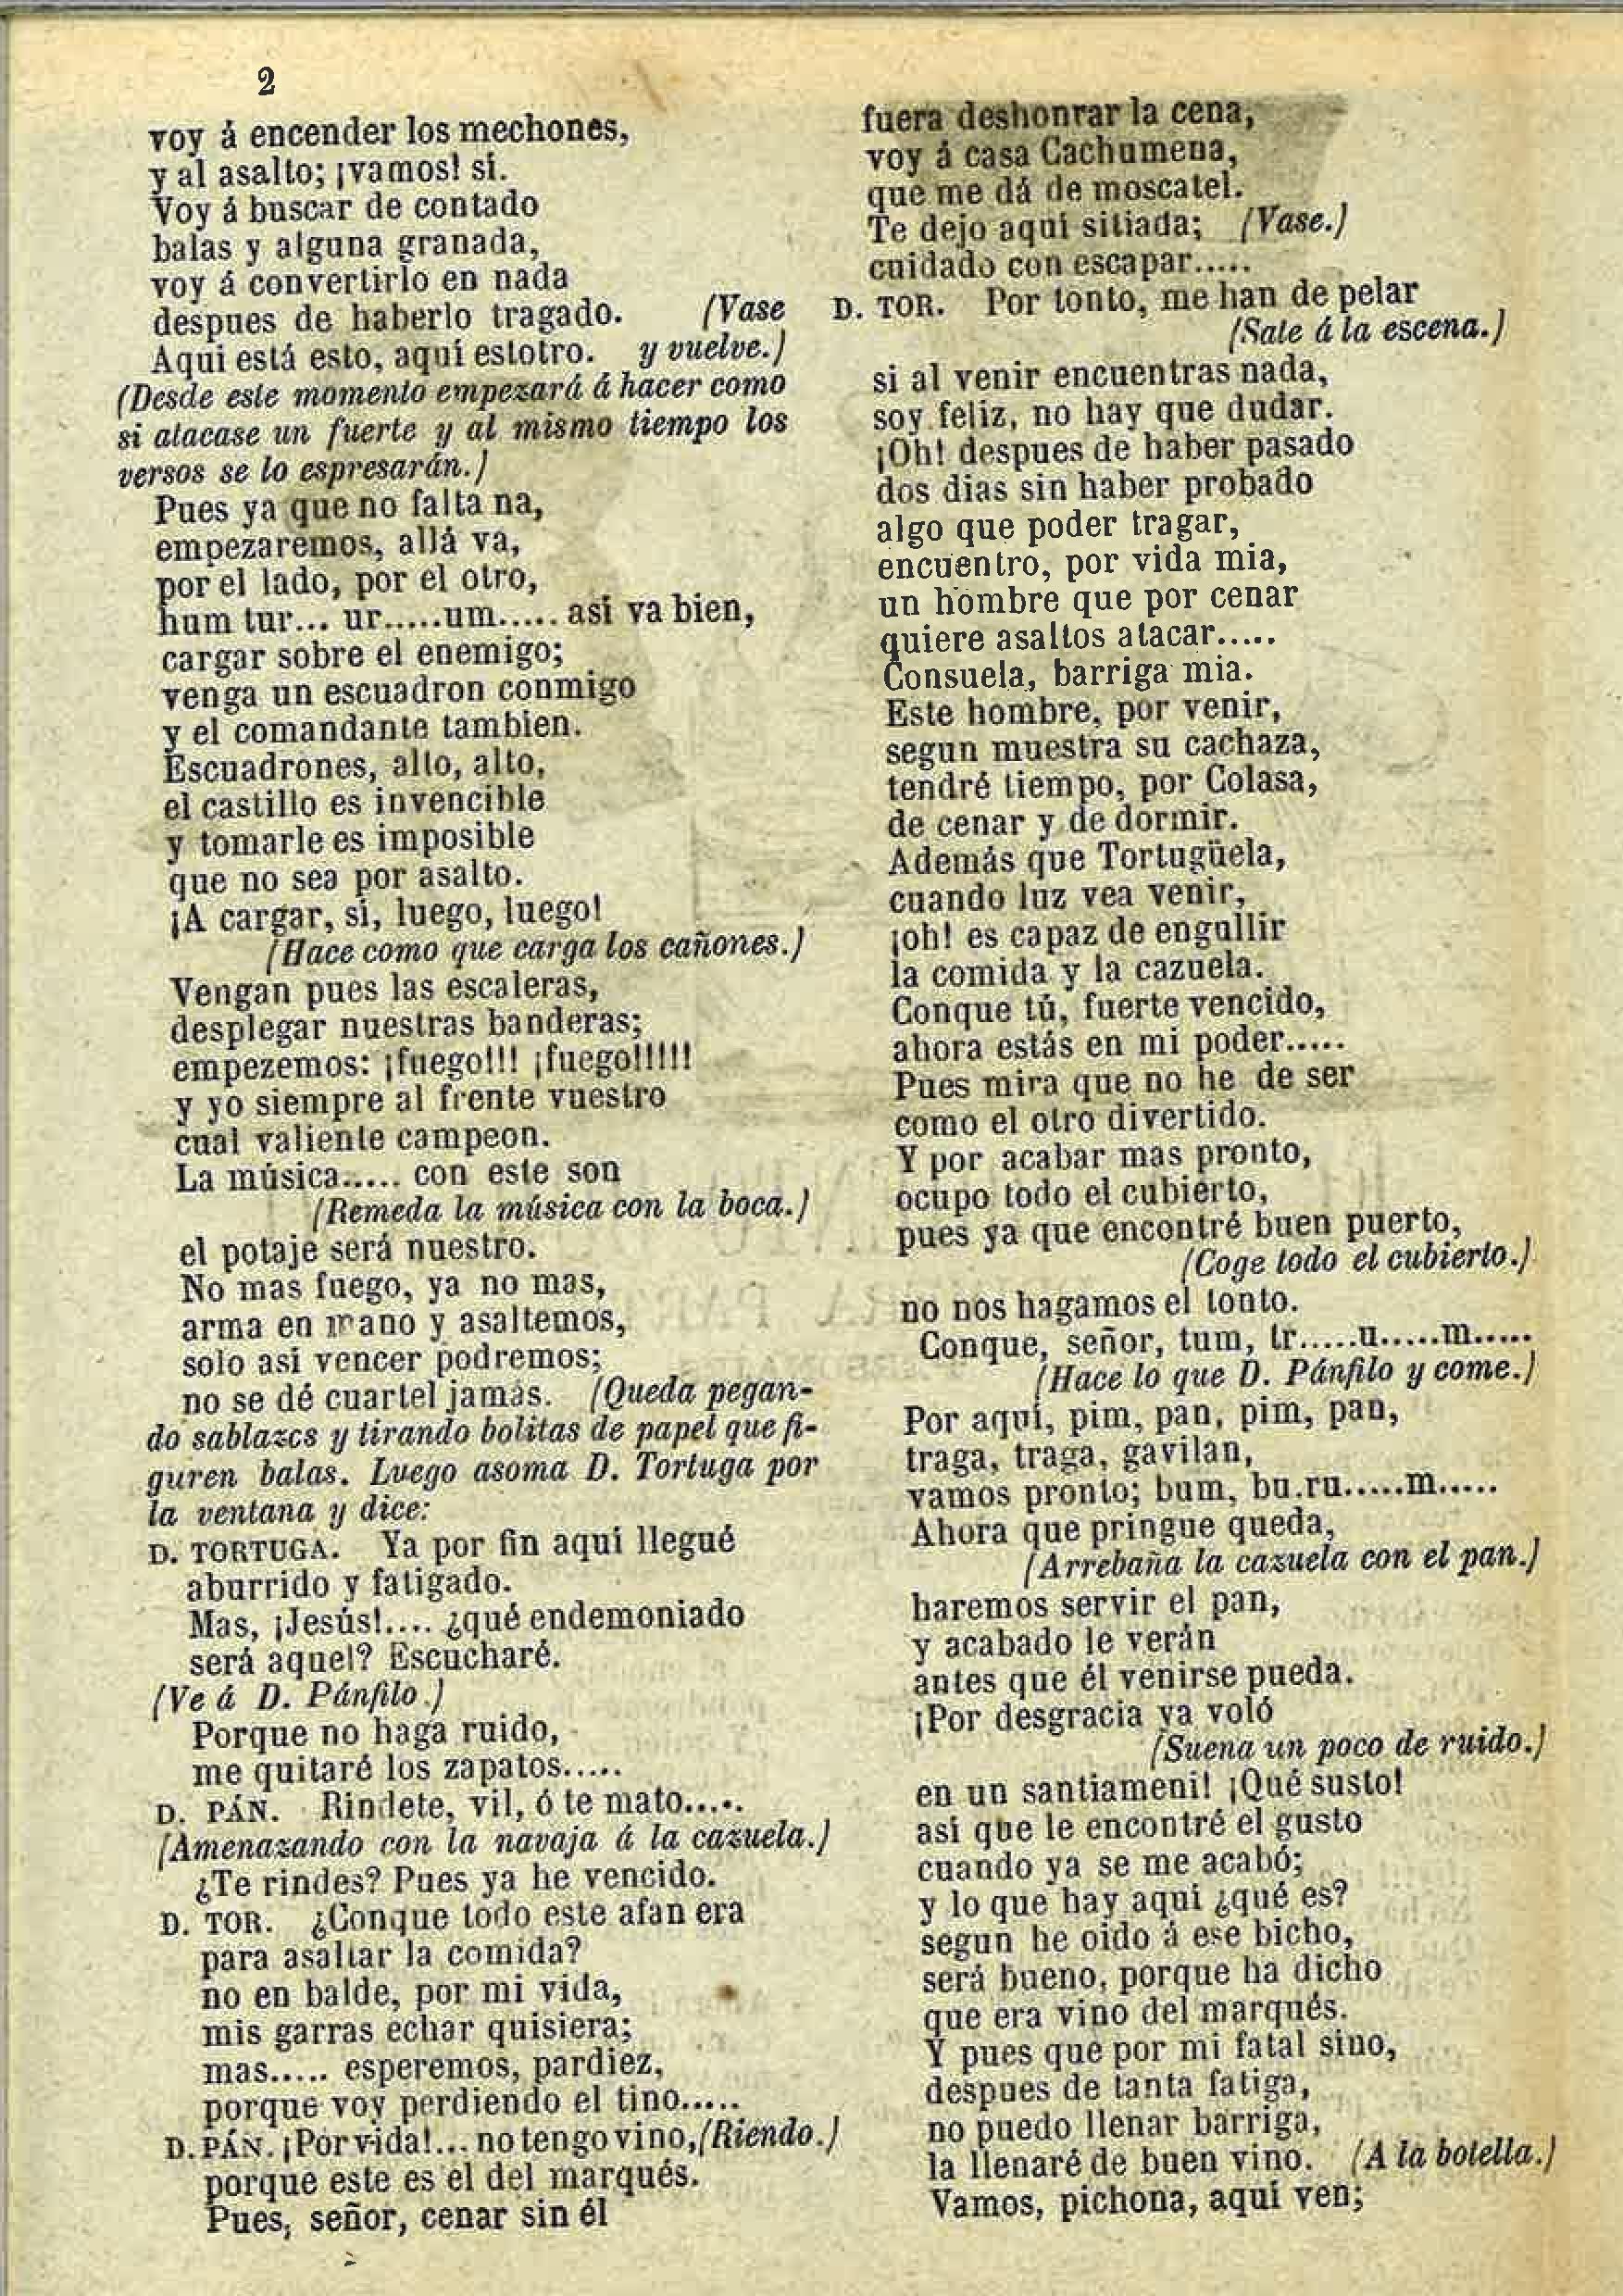 2
voy á encender los mechones,
y al asalto; ¡vamos! sí.
Voy á buscar de contado
balas y alguna granada,
voy á convertirlo en nada
despues de haberlo tragado. (Vase
Aqui está esto, aquí estotro. y vuelve.)
(Desde este momento empezará á hacer como
si atacase un fuerte y al mismo tiempo los
versos se lo espresarán.)
Pues ya que no falta na,
empezaremos, allá va,
por el lado, por el otro,
hum tur... ur.....um..... así va bien,
cargar sobre el enemigo;
venga un escuadron conmigo
y el comandante tambien.
Escuadrones, alto, alto,
el castillo es invencible
y tomarle es imposible
que no sea por asalto.
¡A cargar, sí, luego, luego!
(Hace como que carga los cañones.)
Vengan pues las escaleras,
desplegar nuestras banderas;
empezemos: ¡fuego!!! ¡fuego!!!!!
y yo siempre al frente vuestro
cual valiente campeon.
La música..... con este son
(Remeda la música con la boca.)
el potaje será nuestro.
No mas fuego, ya no mas,
arma en mano y asaltemos,
solo así vencer podremos;
no se dé cuartel jamás. (Queda pegan-
do sablazos y tirando bolitas de papel que fi-
guren balas. Luego asoma D. Tortuga por
la ventana y dice:
D. TORTUGA. Ya por fin aquí llegué
aburrido y fatigado.
Mas, ¡Jesús!.... ¿qué endemoniado
será aquel? Escucharé.
(Ve á D. Pánfilo.)
Porque no haga ruido,
me quitaré los zapatos.....
D. PÁN. Rindete, vil, ó te mato.....
(Amenazando con la navaja á la cazuela.)
¿Te rindes? Pues ya he vencido.
D. TOR. ¿Conque todo este afan era
para asaltar la comida?
no en balde, por mi vida,
mis garras echar quisiera;
mas..... esperemos, pardiez,
porque voy perdiendo el tino.....
D. PÁN. ¡Por vida!... no tengo vino, (Riendo.)
porque este es el del marqués.
Pues, señor, cenar sin él
fuera deshonrar la cena,
voy á casa Cachumena,
que me dá de moscatel.
Te dejo aquí sitiada; (Vase.)
cuidado con escapar.....
D. TOR. Por tonto, me han de pelar
(Sale á la escena.)
si al venir encuentras nada,
soy feliz, no hay que dudar.
¡Oh! despues de haber pasado
dos dias sin haber probado
algo que poder tragar,
encuentro, por vida mia,
un hombre que por cenar
quiere asaltos atacar.....
Consuela, barriga mia.
Este hombre, por venir,
segun muestra su cachaza,
tendré tiempo, por Colasa,
de cenar y de dormir.
Además que Tortugüela,
cuando luz vea venir,
¡oh! es capaz de engullir
la comida y la cazuela.
Conque tú, fuerte vencido,
ahora estás en mi poder.....
Pues mira que no he de ser
como el otro divertido.
Y por acabar mas pronto,
ocupo todo el cubierto,
pues ya que encontré buen puerto,
(Coge todo el cubierto.)
no nos hagamos el tonto.
Conque, señor, tum, tr.....u.....m.....
(Hace lo que D. Pánfilo y come.)
Por aquí, pim, pan, pim, pan,
traga, traga, gavilan,
vamos pronto; bum, bu.ru.....m.....
Ahora que pringue queda,
(Arrebaña la cazuela con el pan.)
haremos servir el pan,
y acabado le verán
antes que él venirse pueda.
¡Por desgracia ya voló
(Suena un poco de ruido.)
en un santiameni! ¡Qué susto!
así que le encontré el gusto
cuando ya se me acabó;
y lo que hay aquí ¿qué es?
segun he oido á ese bicho,
será bueno, porque ha dicho
que era vino del marqués.
Y pues que por mi fatal sino,
despues de tanta fatiga,
no puedo llenar barriga,
la llenaré de buen vino. (A la botella.)
Vamos, pichona, aquí ven;